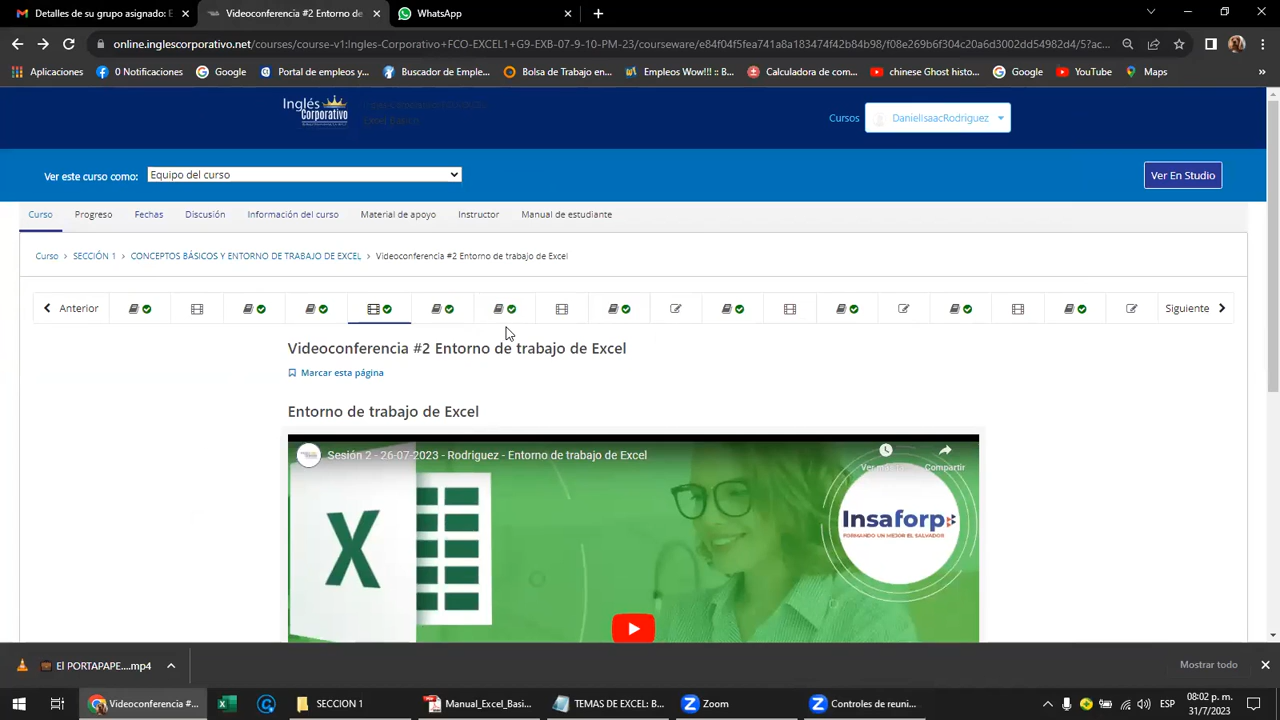 Detalles de su grupo asignado: E
Videoconferencia #2 Entorno de
WhatsApp
online.inglescorporativo.net/courses/course-v1:Ingles-Corporativo+FCO-EXCEL1+G9-EXB-07-9-10-PM-23/courseware/e84f04f5fea741a8a183474f42b84b98/f08e269b6f304c20a6d3002dd54982d4/5?ac...
Aplicaciones
0 Notificaciones
Google
Portal de empleos y...
Buscador de Emple...
Bolsa de Trabajo en...
Empleos Wow!!! :: B...
Calculadora de com...
chinese Ghost histo...
Google
YouTube
Maps
»
Inglés
Corporativo
Cursos
DanielIsaacRodriguez
Ver este curso como:
Equipo del curso
Ver En Studio
Curso
Progreso
Fechas
Discusión
Información del curso
Material de apoyo
Instructor
Manual de estudiante
Curso > SECCIÓN 1 > CONCEPTOS BÁSICOS Y ENTORNO DE TRABAJO DE EXCEL > Videoconferencia #2 Entorno de trabajo de Excel
Anterior
Siguiente
Videoconferencia #2 Entorno de trabajo de Excel
Marcar esta página
Entorno de trabajo de Excel
Sesión 2 - 26-07-2023 - Rodriguez - Entorno de trabajo de Excel
Compartir
X
Insaforp
FORMANDO UN MEJOR EL SALVADOR
El PORTAPAPE....mp4
Mostrar todo
Videoconferencia #...
SECCION 1
Manual_Excel_Basi...
TEMAS DE EXCEL: B...
Zoom
Controles de reuni...
ESP
08:02 p. m.
31/7/2023